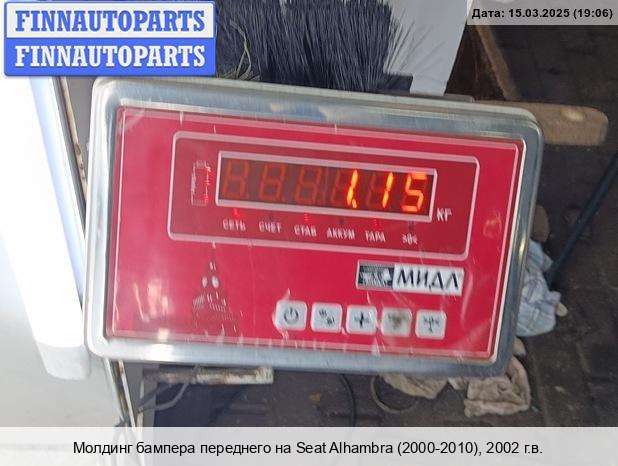 FINNAUTOPARTS
FINNAUTOPARTS
Дата: 15.03.2025 (19:06)
1.15
КГ
СЕТЬ СЧЕТ СТАБ АККУМ ТАРА
МИДЛ
Молдинг бампера переднего на Seat Alhambra (2000-2010), 2002 г.в.